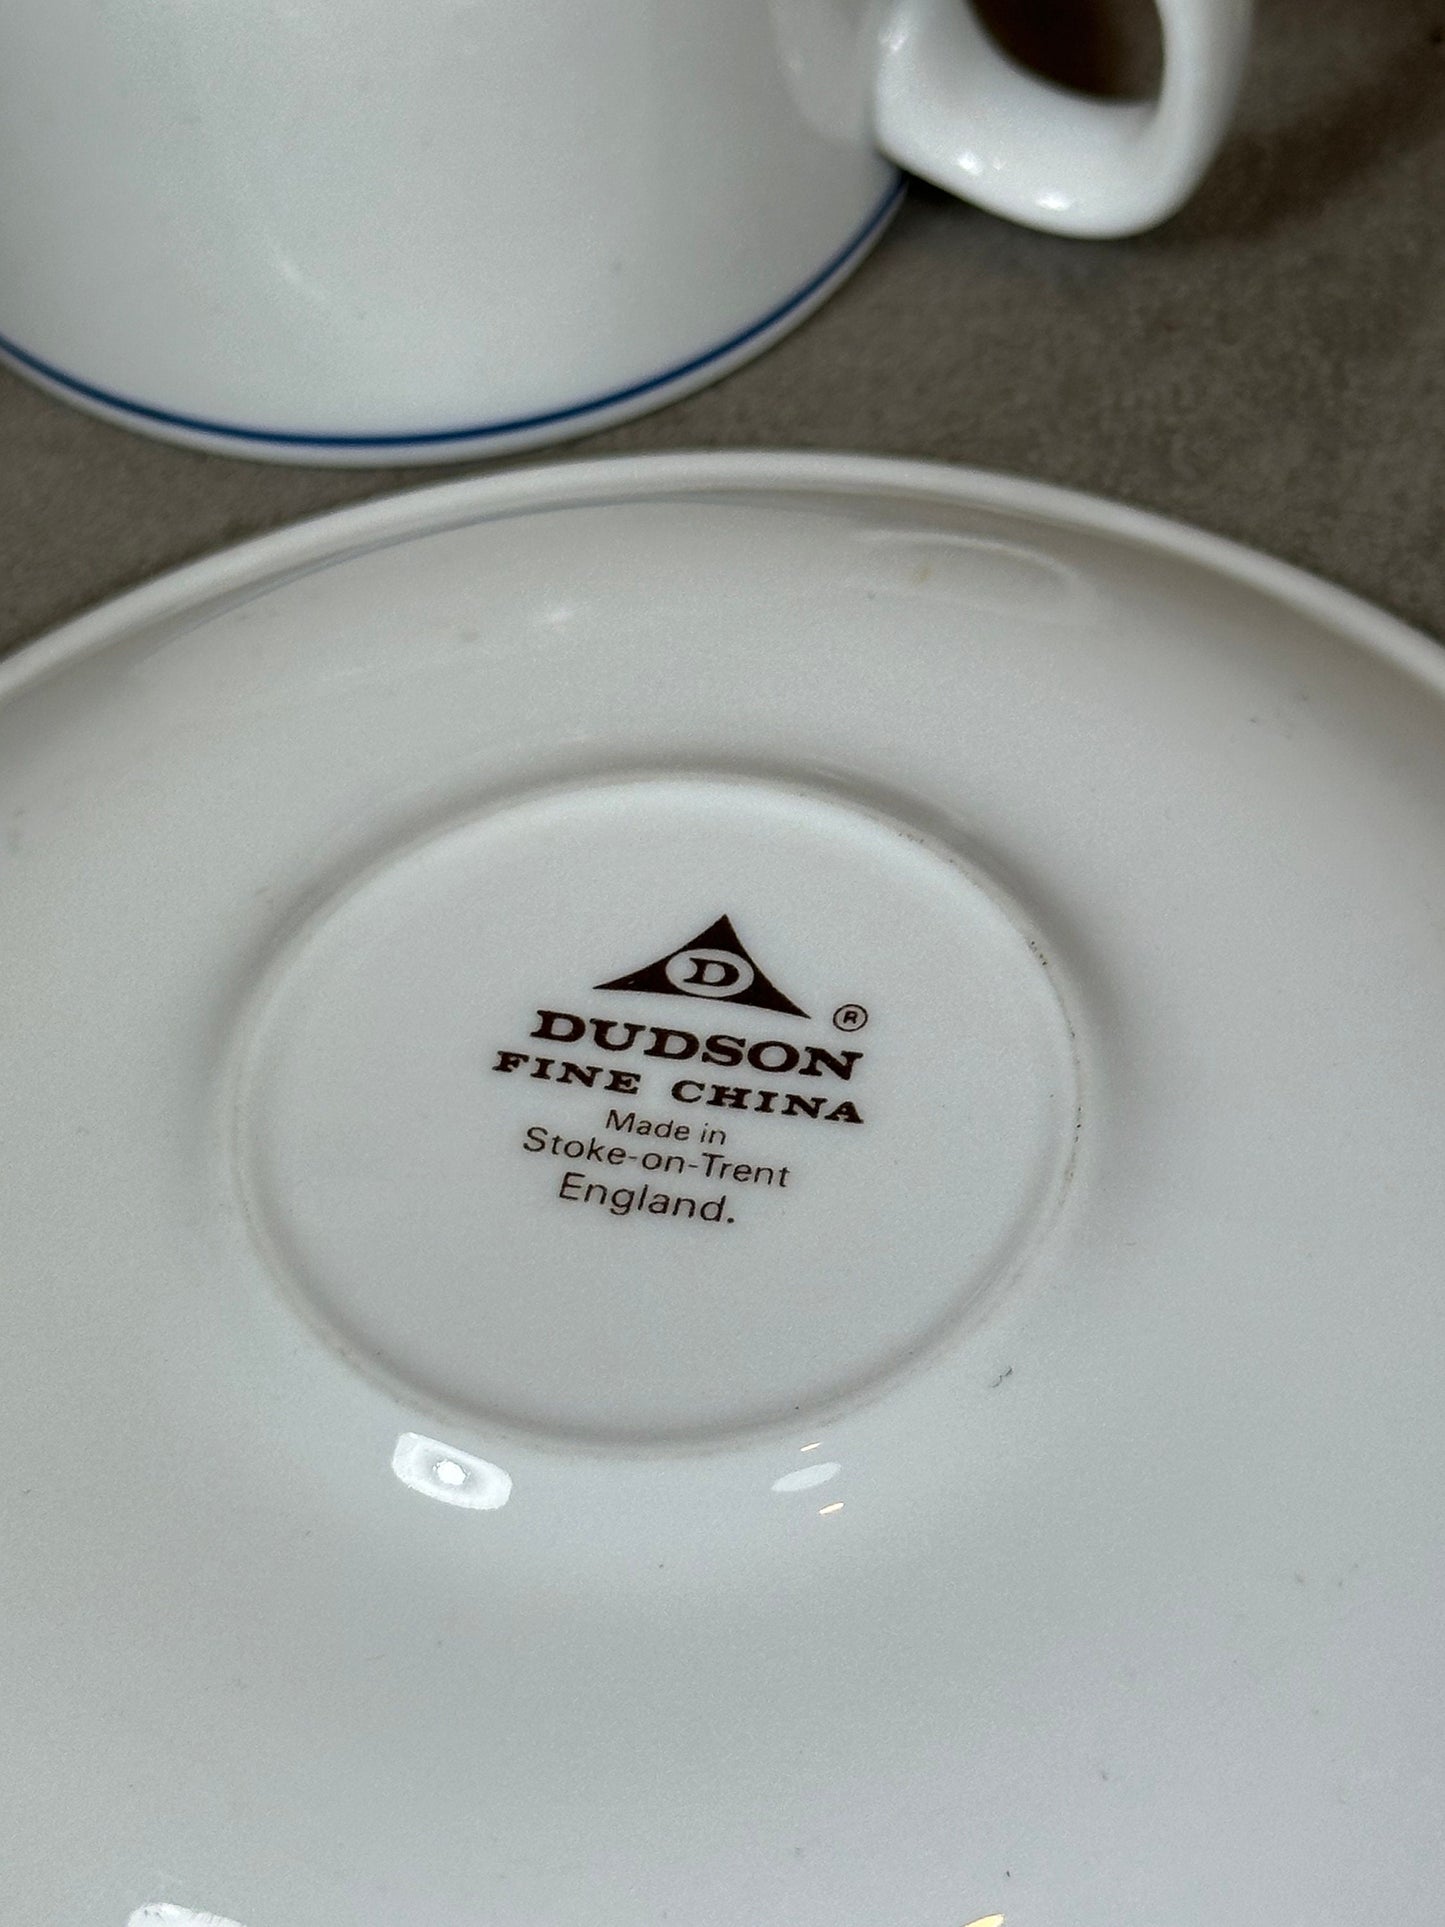 D
®
DUDSON
FINE CHINA
Made in
Stoke-on-Trent
England.